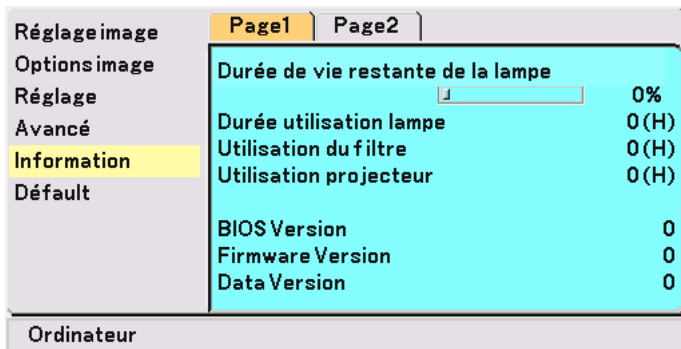 Réglage image
Options image
Réglage
Avancé
Information
Défault
Page1 Page2
Durée de vie restante de la lampe
0%
Durée utilisation lampe 0(H)
Utilisation du filtre 0(H)
Utilisation projecteur 0(H)
BIOS Version 0
Firmware Version 0
Data Version 0
Ordinateur